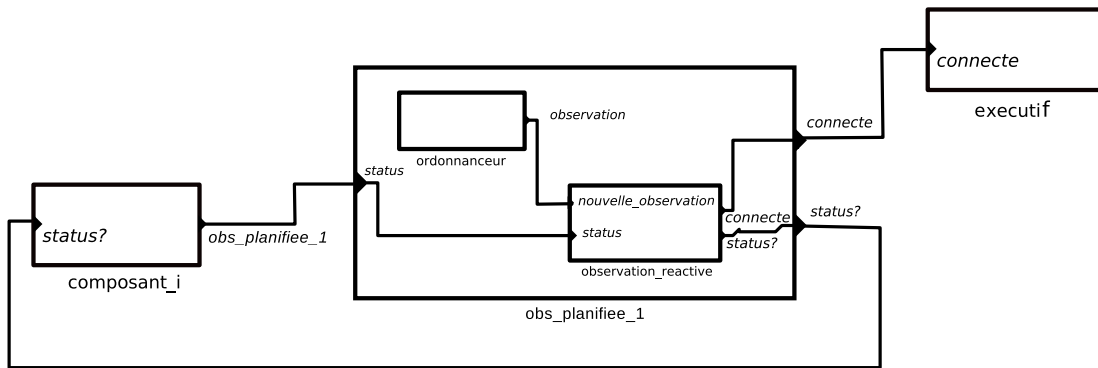 connecte
executif
observation
connecte
ordonnanceur
status
nouvelle_observation
connecte
status?
status?
status
status?
obs_planifiee_1
observation_reactive
composant_i
obs_planifiee_1